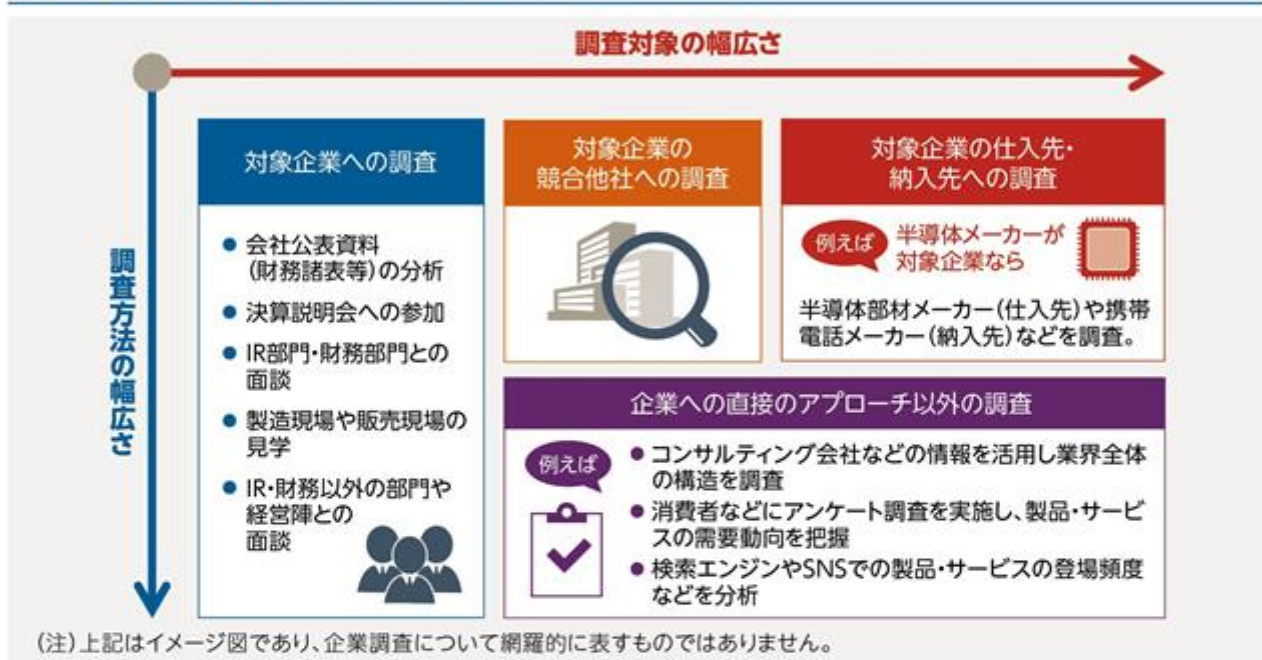 調査対象の幅広さ
調査方法の幅広さ
対象企業への調査
● 会社公表資料
(財務諸表等)の分析
● 決算説明会への参加
● IR部門・財務部門との
面談
● 製造現場や販売現場の
見学
● IR・財務以外の部門や
経営陣との
面談
対象企業の
競合他社への調査
対象企業の仕入先・
納入先への調査
例えば
半導体メーカーが
対象企業なら
半導体部材メーカー(仕入先)や携帯
電話メーカー(納入先)などを調査。
企業への直接のアプローチ以外の調査
例えば
● コンサルティング会社などの情報を活用し業界全体
の構造を調査
● 消費者などにアンケート調査を実施し、製品・サービ
スの需要動向を把握
● 検索エンジンやSNSでの製品・サービスの登場頻度
などを分析
(注)上記はイメージ図であり、企業調査について網羅的に表すものではありません。